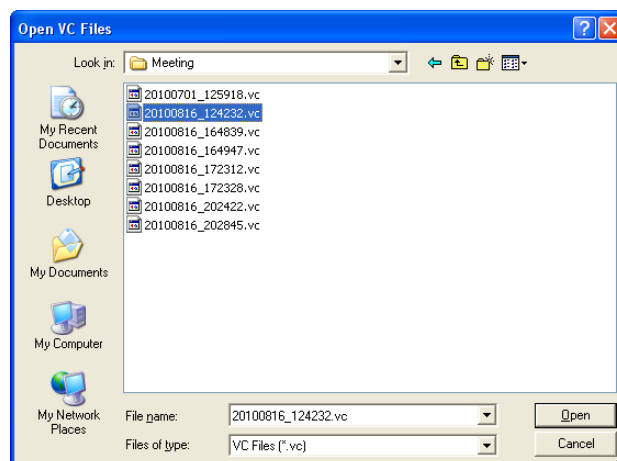 Open VC Files
Look in: Meeting
20100701_125918.vc
20100816_124232.vc
20100816_164839.vc
20100816_164947.vc
20100816_172312.vc
20100816_172328.vc
20100816_202422.vc
20100816_202845.vc
My Recent
Documents
Desktop
My Documents
My Computer
My Network
Places
File name: 20100816_124232.vc Open
Files of type: VC Files (*.vc) Cancel